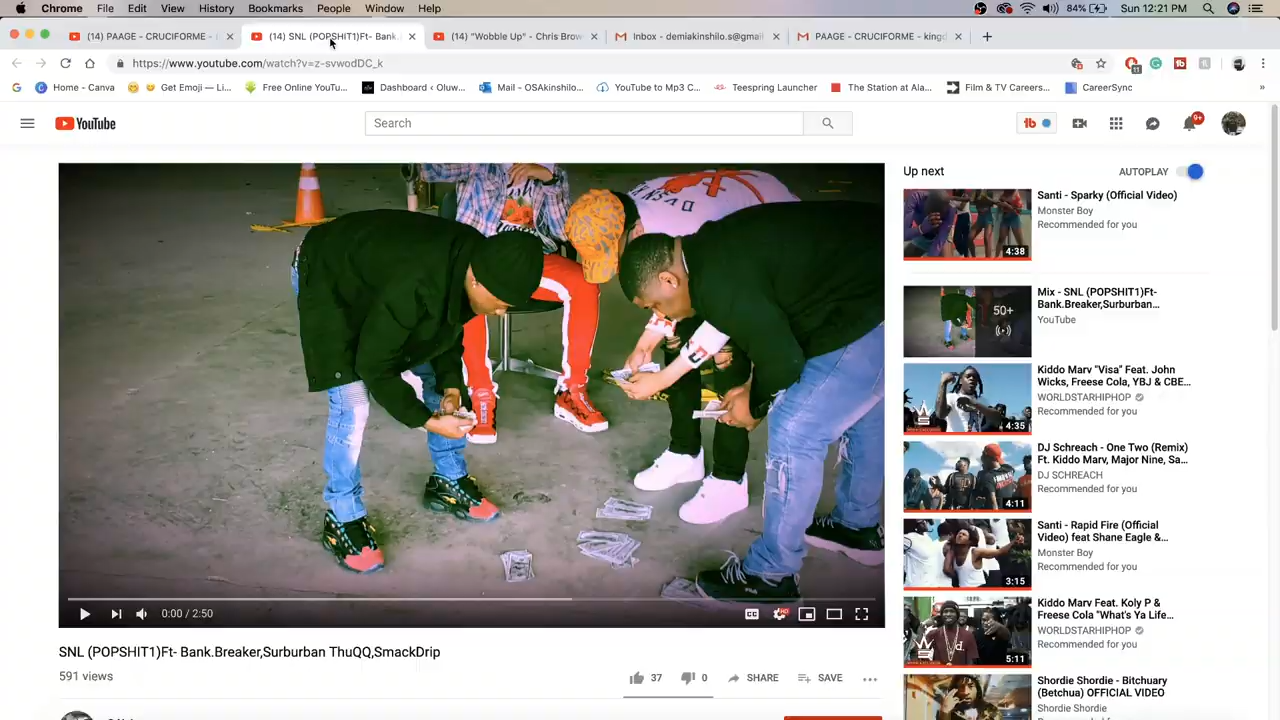 Chrome File Edit View History Bookmarks People Window Help 84% Sun 12:21 PM
(14) PAAGE - CRUCIFORME - (14) SNL (POPSHIT1)Ft- Bank. (14) "Wobble Up" - Chris Brow Inbox - demiakinshilo.s@gmail PAAGE - CRUCIFORME - kingd
https://www.youtube.com/watch?v=z-svwodDC_k 11
Home - Canva Get Emoji — Li... Free Online YouTu... Dashboard ‹ Oluw... Mail - OSAkinshilo... YouTube to Mp3 C... Teespring Launcher The Station at Ala... Film & TV Careers... CareerSync »
YouTube Search tb 9+
Up next AUTOPLAY
Santi - Sparky (Official Video)
Monster Boy
Recommended for you
4:38
Mix - SNL (POPSHIT1)Ft-
Bank.Breaker,Surburban...
YouTube
50+
Kiddo Marv "Visa" Feat. John
Wicks, Freese Cola, YBJ & CBE...
WORLDSTARHIPHOP
Recommended for you
4:35
DJ Schreach - One Two (Remix)
Ft. Kiddo Marv, Major Nine, Sa...
DJ SCHREACH
Recommended for you
4:11
Santi - Rapid Fire (Official
Video) feat Shane Eagle &...
Monster Boy
Recommended for you
3:15
Kiddo Marv Feat. Koly P &
Freese Cola "What's Ya Life...
WORLDSTARHIPHOP
Recommended for you
5:11
Shordie Shordie - Bitchuary
(Betchua) OFFICIAL VIDEO
Shordie Shordie
0:00 / 2:50 CC HD
SNL (POPSHIT1)Ft- Bank.Breaker,Surburban ThuQQ,SmackDrip
591 views 37 0 SHARE SAVE